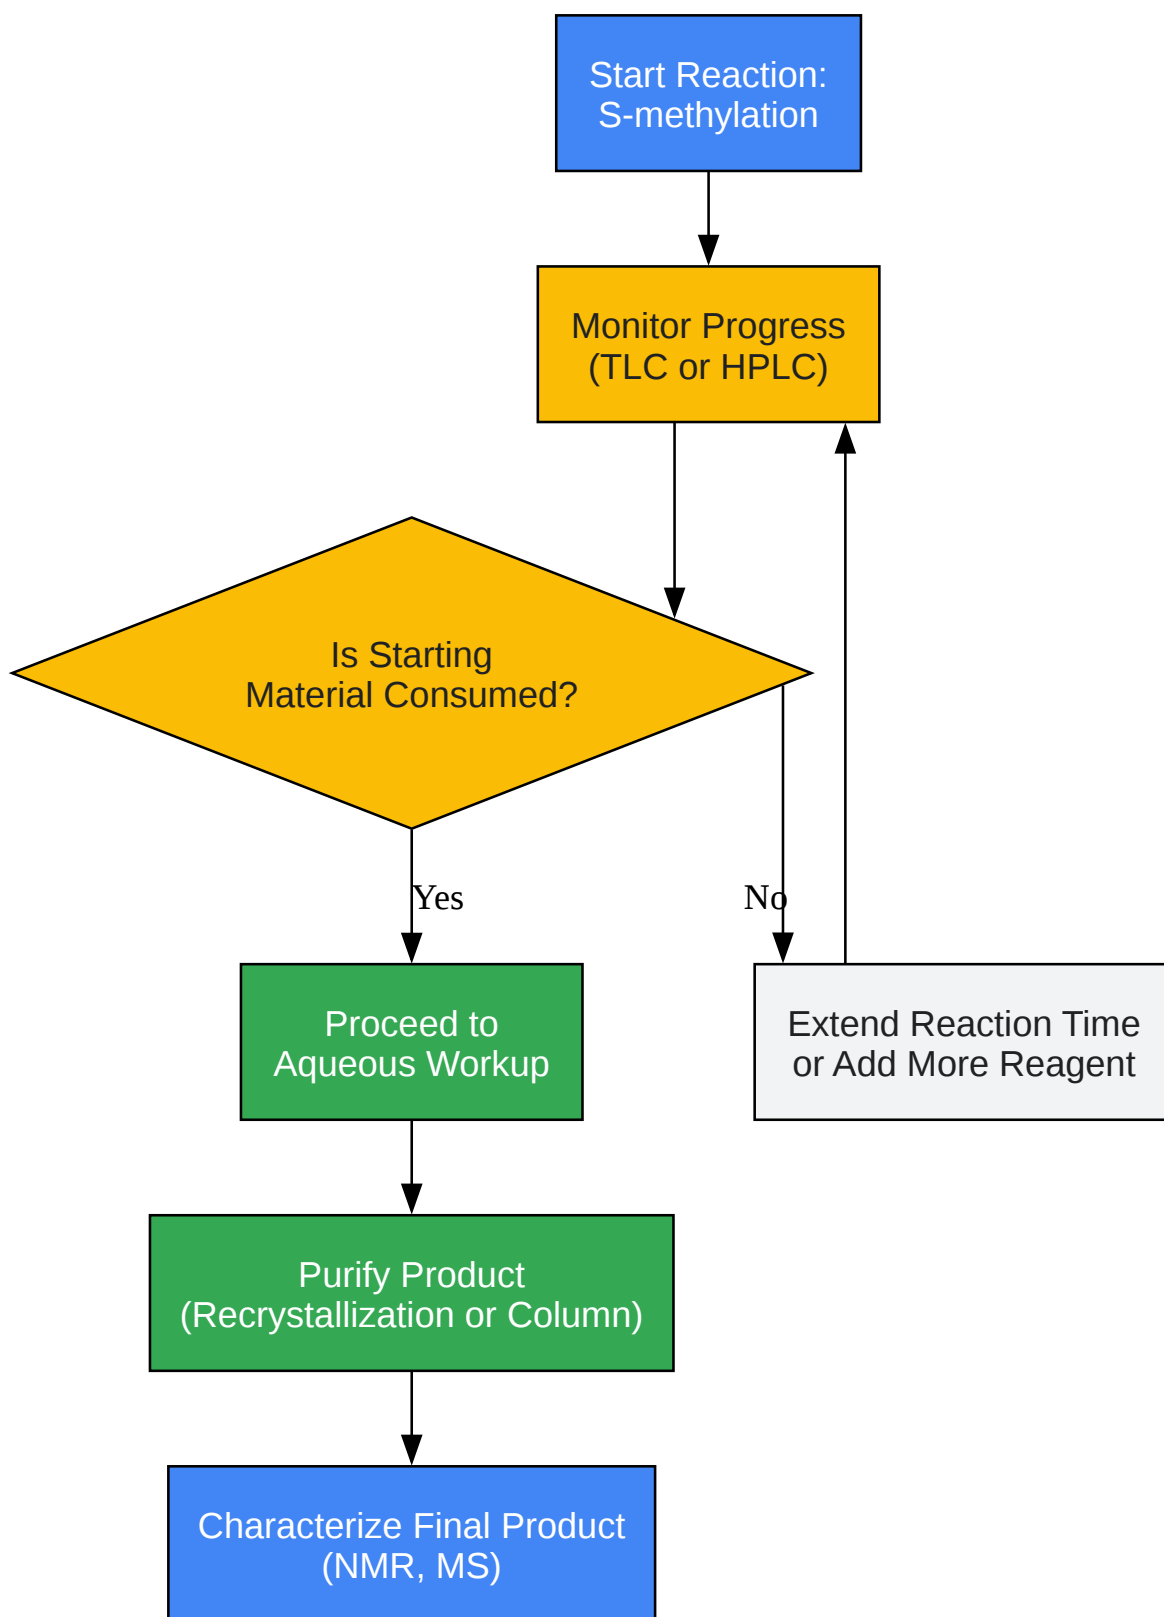 Start Reaction:
S-methylation
Monitor Progress
(TLC or HPLC)
Is Starting
Material Consumed?
Yes
No
Proceed to
Aqueous Workup
Extend Reaction Time
or Add More Reagent
Purify Product
(Recrystallization or Column)
Characterize Final Product
(NMR, MS)